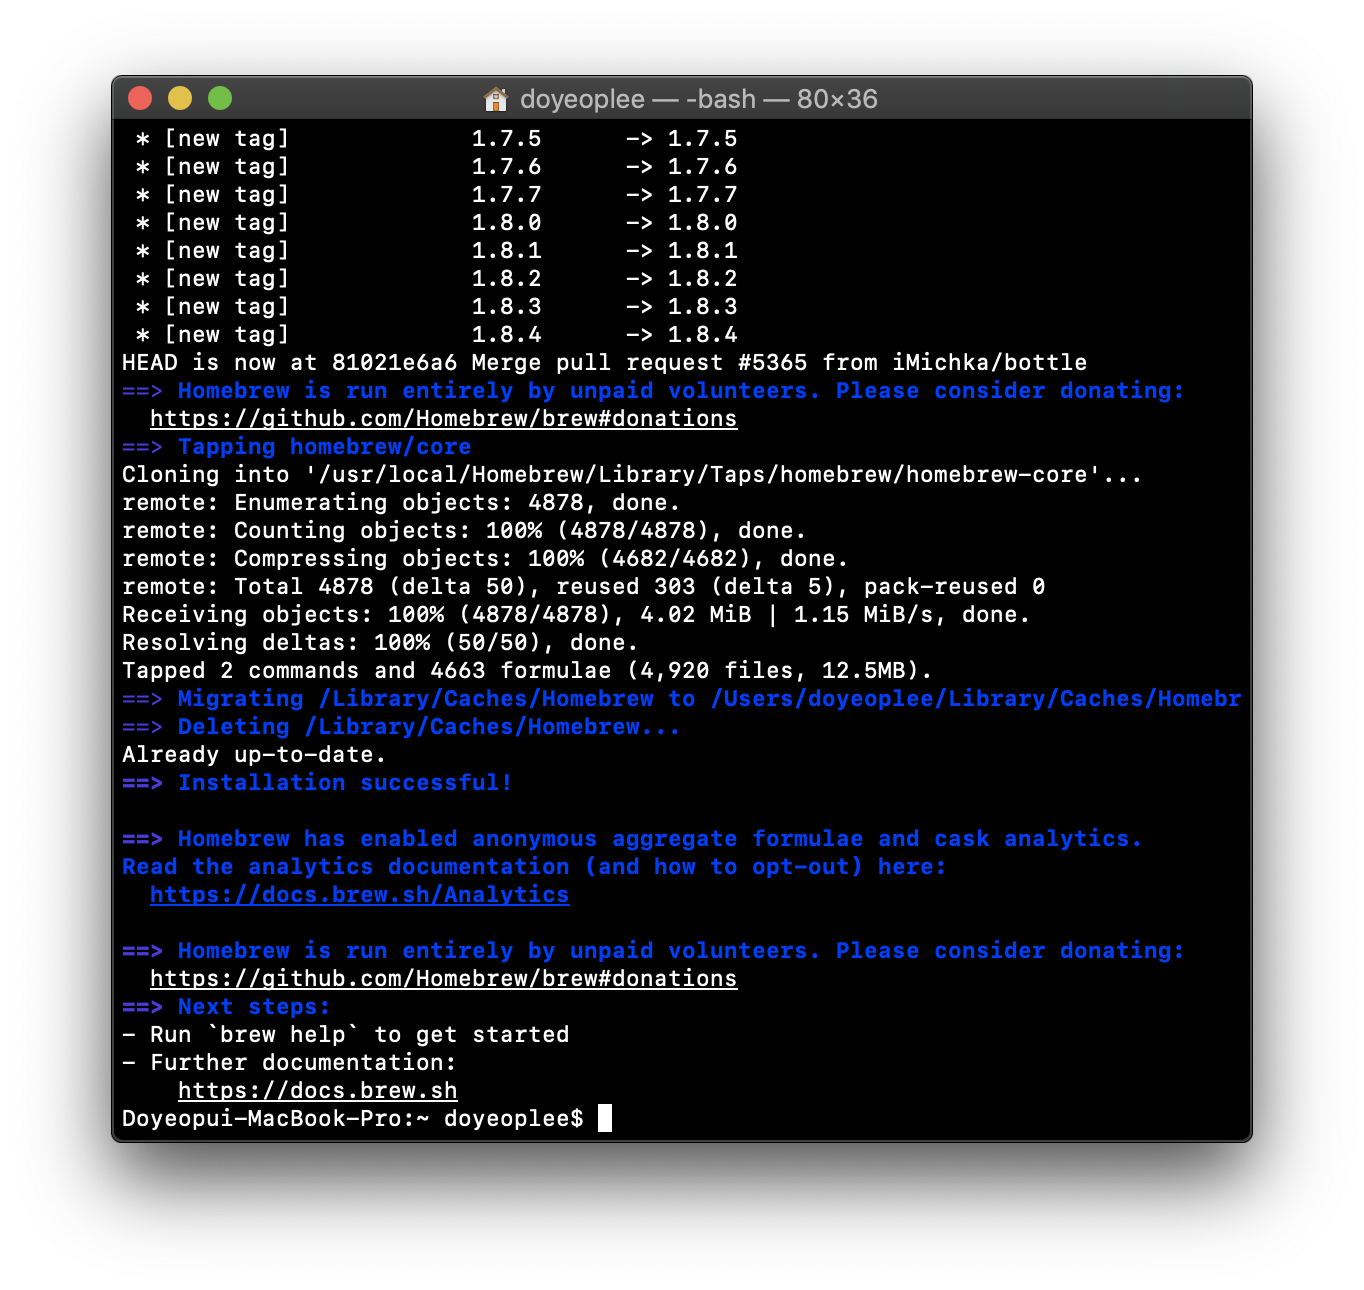 doyeoplee — -bash — 80×36
* [new tag] 1.7.5 -> 1.7.5
* [new tag] 1.7.6 -> 1.7.6
* [new tag] 1.7.7 -> 1.7.7
* [new tag] 1.8.0 -> 1.8.0
* [new tag] 1.8.1 -> 1.8.1
* [new tag] 1.8.2 -> 1.8.2
* [new tag] 1.8.3 -> 1.8.3
* [new tag] 1.8.4 -> 1.8.4
HEAD is now at 81021e6a6 Merge pull request #5365 from iMichka/bottle
==> Homebrew is run entirely by unpaid volunteers. Please consider donating:
https://github.com/Homebrew/brew#donations
==> Tapping homebrew/core
Cloning into '/usr/local/Homebrew/Library/Taps/homebrew/homebrew-core'...
remote: Enumerating objects: 4878, done.
remote: Counting objects: 100% (4878/4878), done.
remote: Compressing objects: 100% (4682/4682), done.
remote: Total 4878 (delta 50), reused 303 (delta 5), pack-reused 0
Receiving objects: 100% (4878/4878), 4.02 MiB | 1.15 MiB/s, done.
Resolving deltas: 100% (50/50), done.
Tapped 2 commands and 4663 formulae (4,920 files, 12.5MB).
==> Migrating /Library/Caches/Homebrew to /Users/doyeoplee/Library/Caches/Homebr
==> Deleting /Library/Caches/Homebrew...
Already up-to-date.
==> Installation successful!
==> Homebrew has enabled anonymous aggregate formulae and cask analytics.
Read the analytics documentation (and how to opt-out) here:
https://docs.brew.sh/Analytics
==> Homebrew is run entirely by unpaid volunteers. Please consider donating:
https://github.com/Homebrew/brew#donations
==> Next steps:
- Run `brew help` to get started
- Further documentation:
https://docs.brew.sh
Doyeopui-MacBook-Pro:~ doyeoplee$